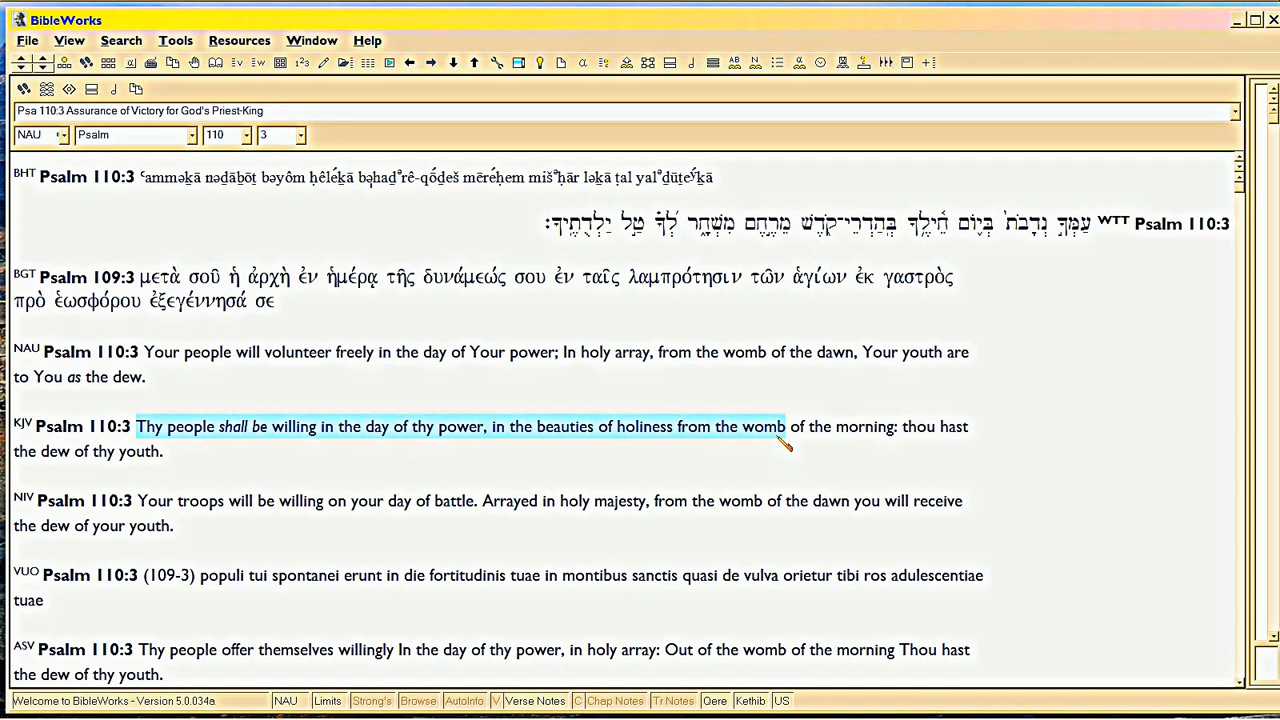 BibleWorks
File View Search Tools Resources Window Help
Psa 110:3 Assurance of Victory for God's Priest-King
NAU Psalm 110 3
BHT Psalm 110:3 ʿamməḵā nəḏāḇōṯ bəyôm ḥêléḵā bəhaḏᵊrê-qṓḏeš mēréḥem mišᵊḥār ləḵā ṭal yalᵊḏūṯeʸḵā
WTT Psalm 110:3 עַמְּךָ֣ נְדָבֹת֮ בְּי֪וֹם חֵ֫ילֶ֥ךָ בְּֽהַדְרֵי־קֹ֭דֶשׁ מֵרֶ֣חֶם מִשְׁחָ֑ר לְ֜ךָ֗ טַ֣ל יַלְדֻתֶֽיךָ׃
BGT Psalm 109:3 μετὰ σοῦ ἡ ἀρχὴ ἐν ἡμέρᾳ τῆς δυνάμεώς σου ἐν ταῖς λαμπρότησιν τῶν ἁγίων ἐκ γαστρὸς
πρὸ ἑωσφόρου ἐξεγέννησά σε
NAU Psalm 110:3 Your people will volunteer freely in the day of Your power; In holy array, from the womb of the dawn, Your youth are
to You as the dew.
KJV Psalm 110:3 Thy people shall be willing in the day of thy power, in the beauties of holiness from the womb of the morning: thou hast
the dew of thy youth.
NIV Psalm 110:3 Your troops will be willing on your day of battle. Arrayed in holy majesty, from the womb of the dawn you will receive
the dew of your youth.
VUO Psalm 110:3 (109-3) populi tui spontanei erunt in die fortitudinis tuae in montibus sanctis quasi de vulva orietur tibi ros adulescentiae
tuae
ASV Psalm 110:3 Thy people offer themselves willingly In the day of thy power, in holy array: Out of the womb of the morning Thou hast
the dew of thy youth.
Welcome to BibleWorks - Version 5.0.034a NAU Limits Strong's Browse AutoInfo V Verse Notes C Chap Notes Tr Notes Qere Kethib US